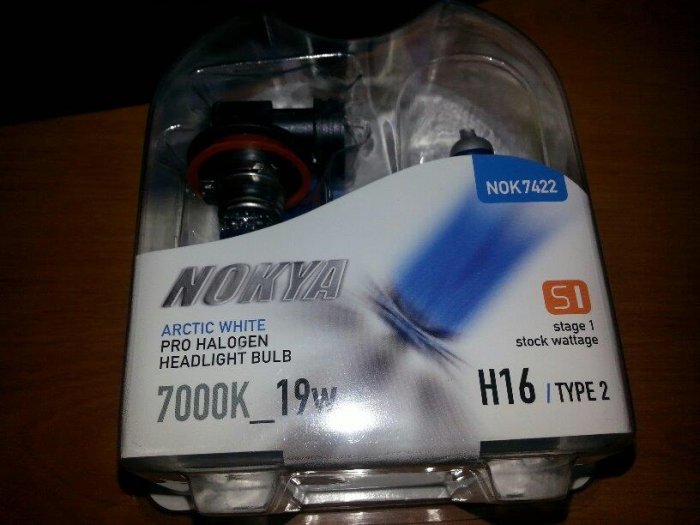 NOK7422
NOKYA
ARCTIC WHITE
PRO HALOGEN
HEADLIGHT BULB
7000K_19w
S1
stage 1
stock wattage
H16 / TYPE 2